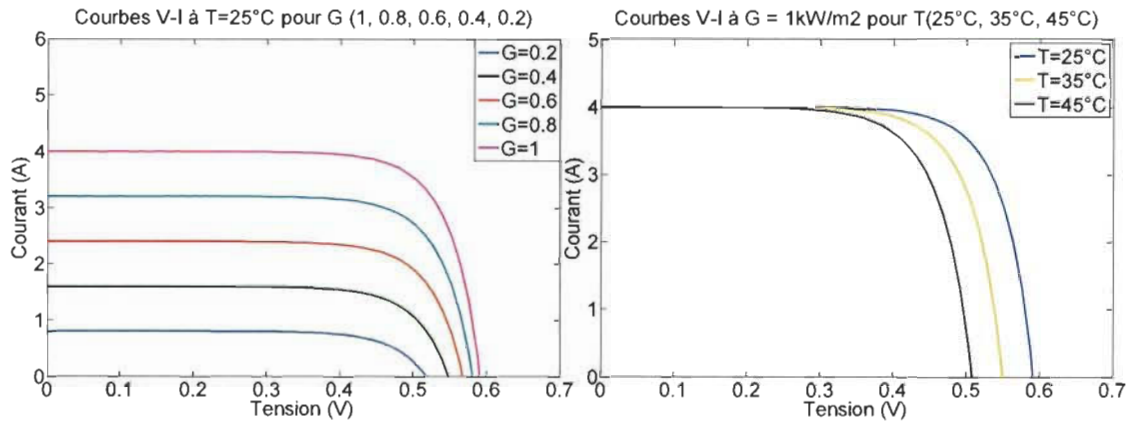 Courbes V-I à T=25°C pour G (1, 0.8, 0.6, 0.4, 0.2)
6
5
4
3
2
1
0
Courant (A)
G=0.2
G=0.4
G=0.6
G=0.8
G=1
0 0.1 0.2 0.3 0.4 0.5 0.6 0.7
Tension (V)
Courbes V-I à G = 1kW/m2 pour T(25°C, 35°C, 45°C)
5
4
3
2
1
0
Courant (A)
T=25°C
T=35°C
T=45°C
0 0.1 0.2 0.3 0.4 0.5 0.6 0.7
Tension (V)